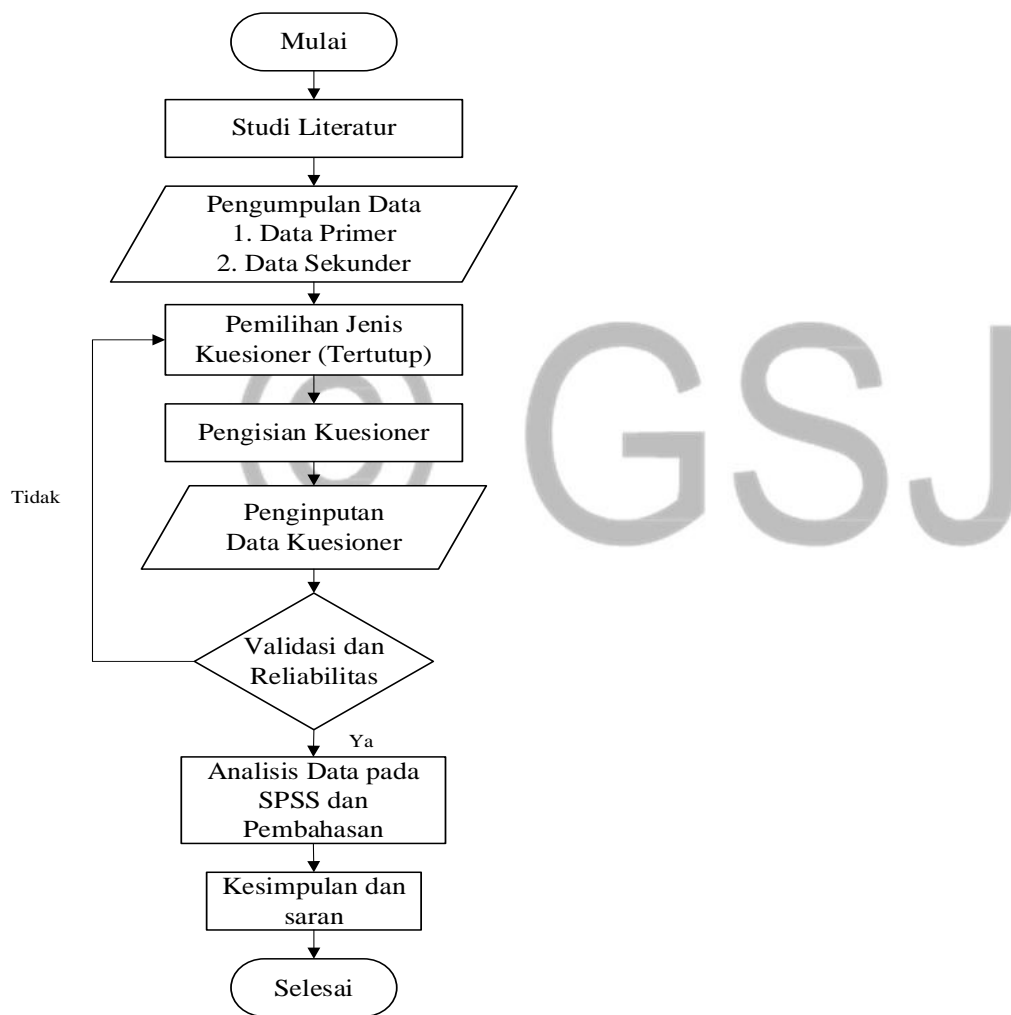 Mulai
Studi Literatur
Pengumpulan Data
1. Data Primer
2. Data Sekunder
Pemilihan Jenis
Kuesioner (Tertutup)
Pengisian Kuesioner
© GSJ
Tidak
Penginputan
Data Kuesioner
Validasi dan
Reliabilitas
Ya
Analisis Data pada
SPSS dan
Pembahasan
Kesimpulan dan
saran
Selesai